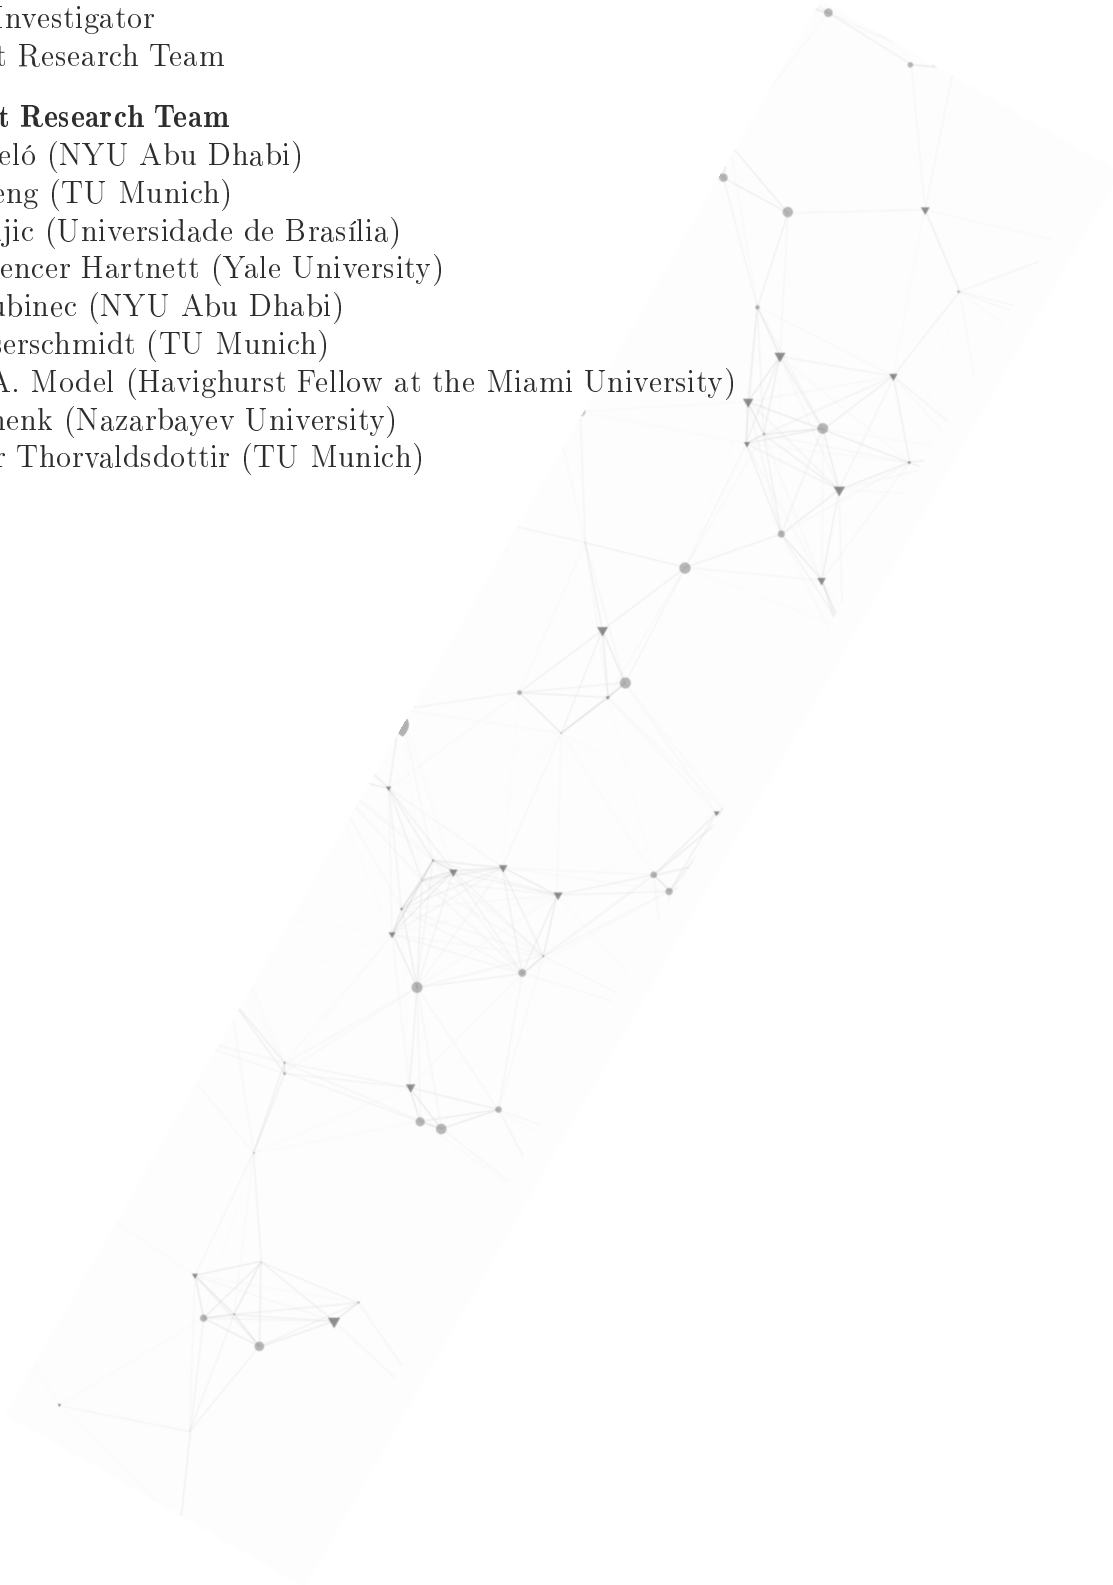 Investigator
t Research Team
t Research Team
eló (NYU Abu Dhabi)
eng (TU Munich)
jic (Universidade de Brasília)
encer Hartnett (Yale University)
ubinec (NYU Abu Dhabi)
serschmidt (TU Munich)
A. Model (Havighurst Fellow at the Miami University)
henk (Nazarbayev University)
r Thorvaldsdottir (TU Munich)